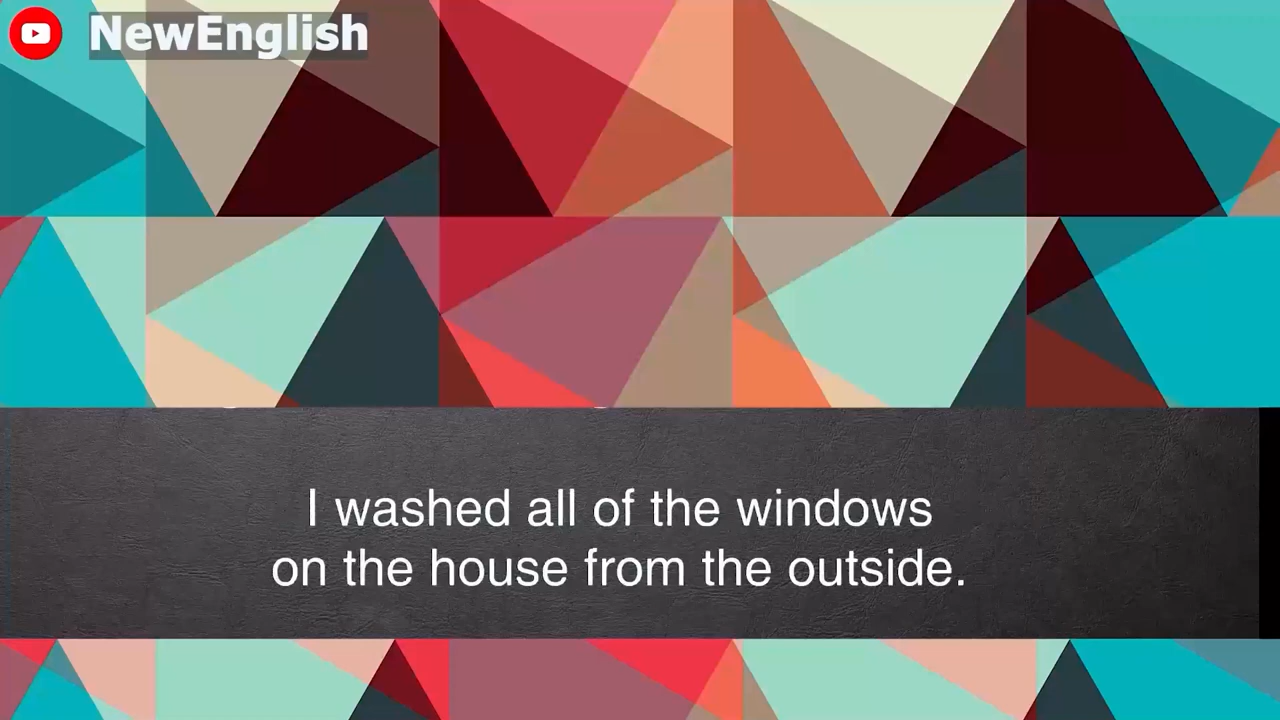 NewEnglish
I washed all of the windows
on the house from the outside.